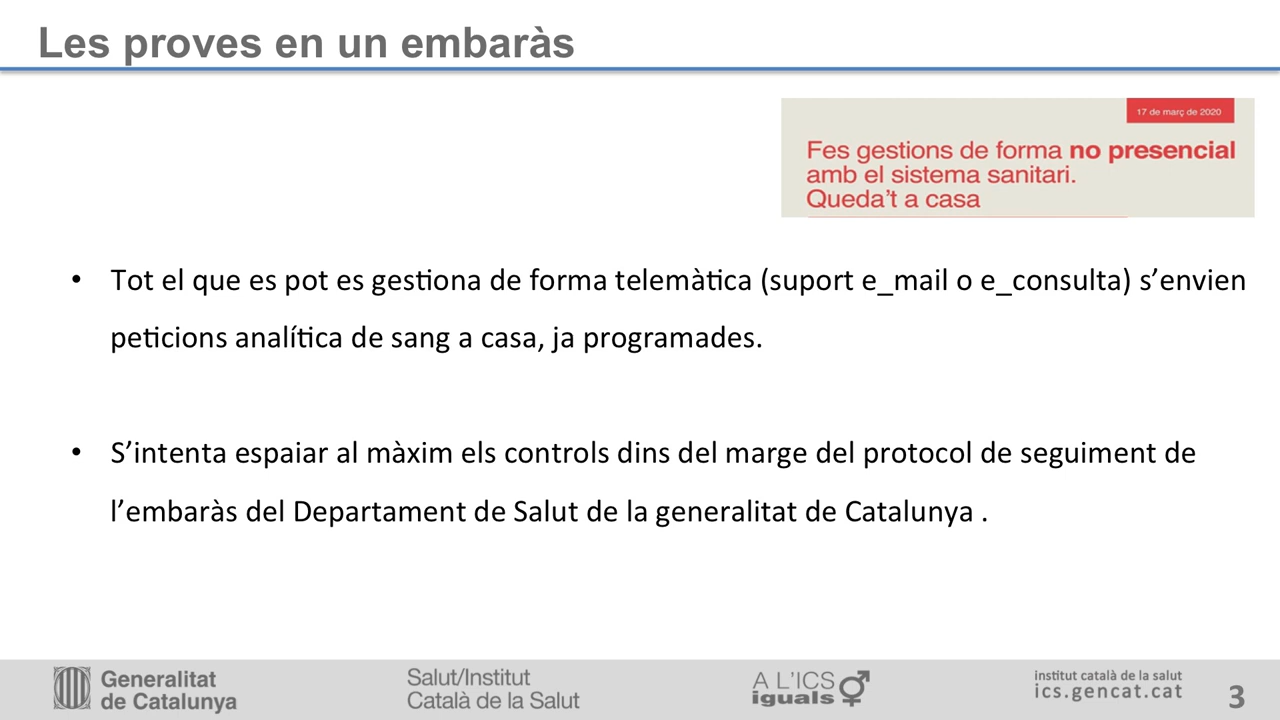 Les proves en un embaràs
17 de març de 2020
Fes gestions de forma no presencial
amb el sistema sanitari.
Queda't a casa
• Tot el que es pot es gestiona de forma telemàtica (suport e_mail o e_consulta) s'envien
peticions analítica de sang a casa, ja programades.
• S'intenta espaiar al màxim els controls dins del marge del protocol de seguiment de
l'embaràs del Departament de Salut de la generalitat de Catalunya .
Generalitat
de Catalunya
Salut/Institut
Català de la Salut
A L'ICS
iguals
institut català de la salut
ics.gencat.cat
3